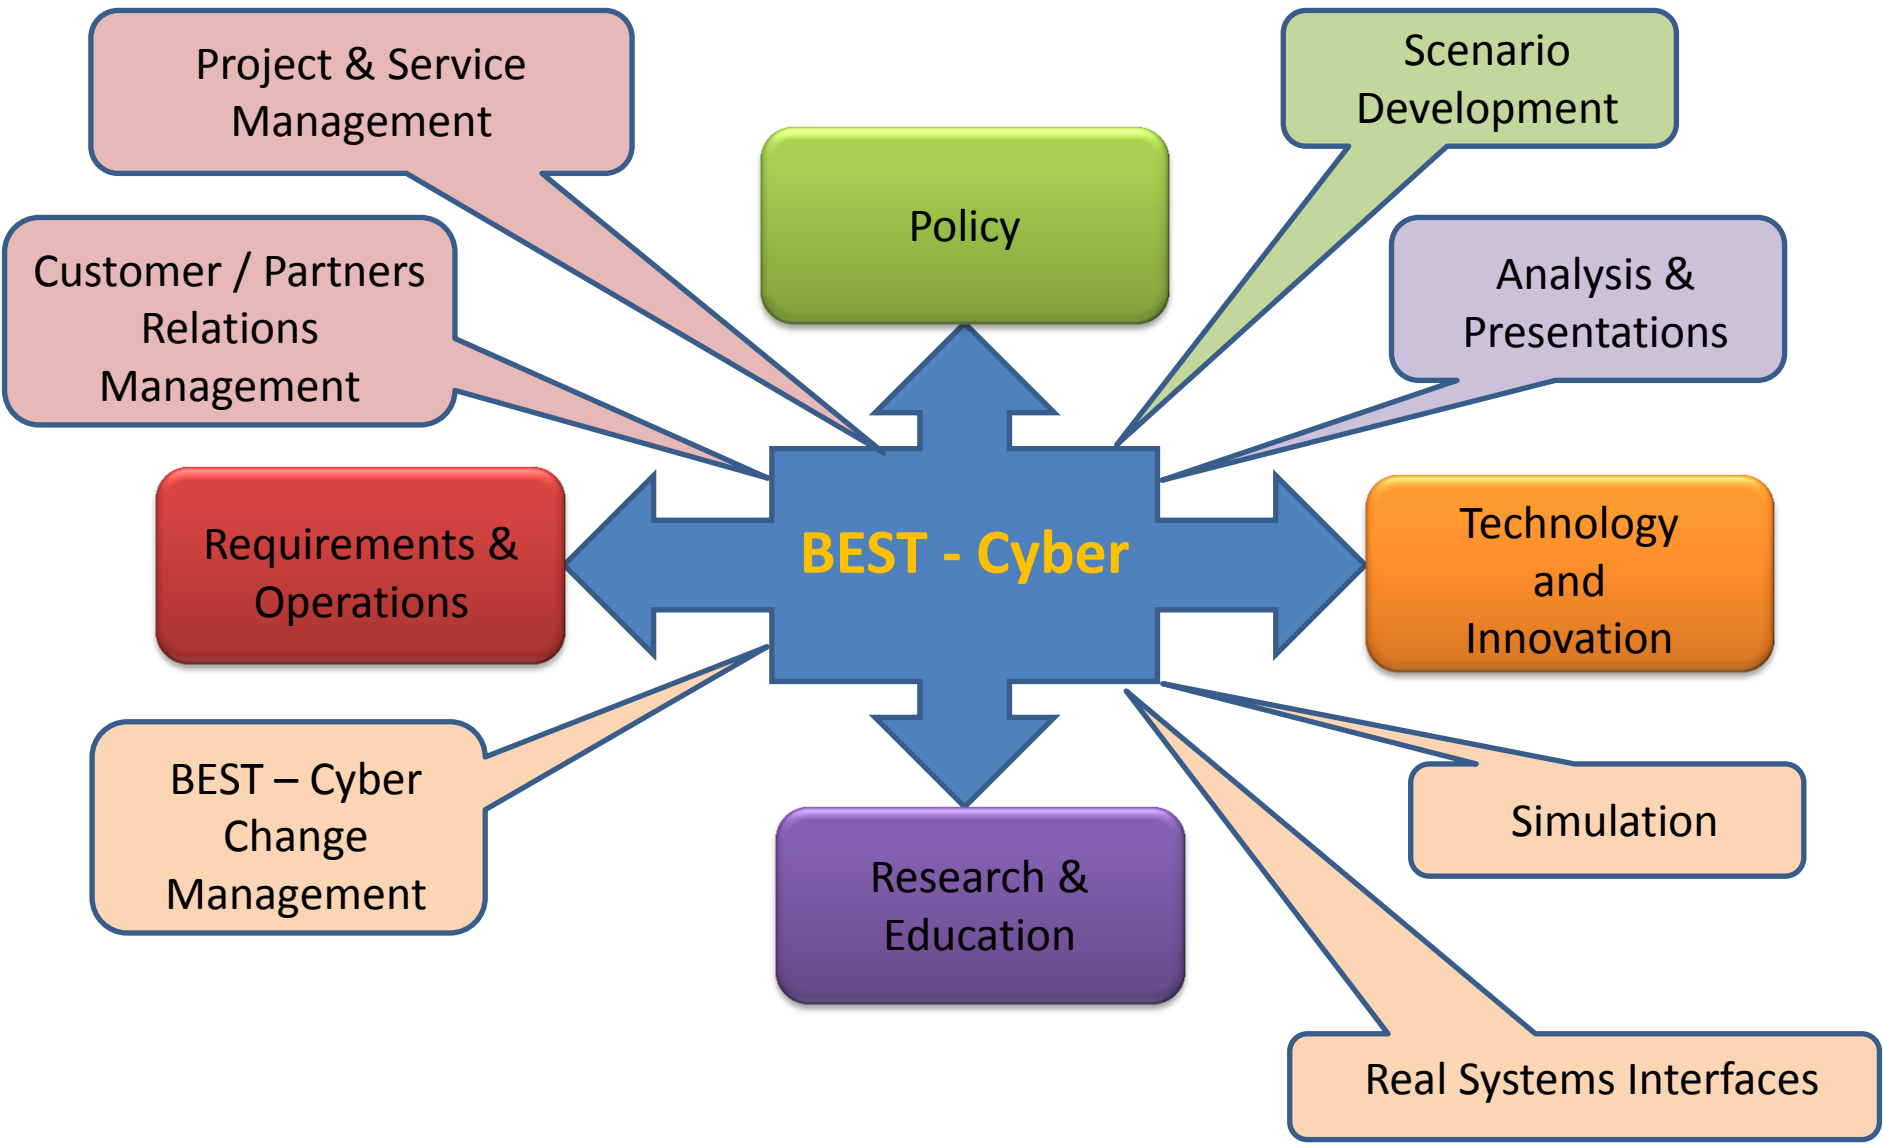 Project & Service
Management
Scenario
Development
Policy
Customer / Partners
Relations
Management
Analysis &
Presentations
Requirements &
Operations
BEST - Cyber
Technology
and
Innovation
BEST – Cyber
Change
Management
Research &
Education
Simulation
Real Systems Interfaces